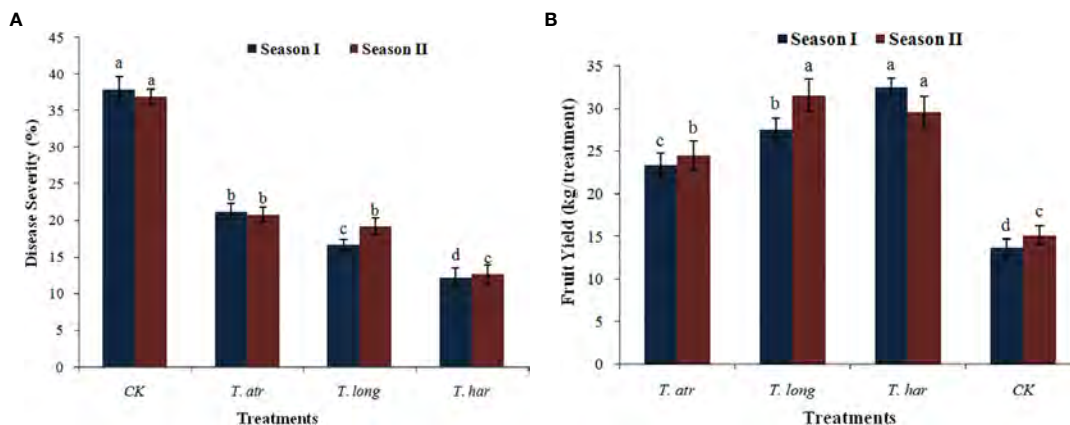 A
Season I Season II
Disease Severity (%)
45
40
35
30
25
20
15
10
5
0
a a b b c b d c
CK T. atr T. long T. har
Treatments
B
Season I Season II
Fruit Yield (kg/treatment)
35
30
25
20
15
10
5
0
c b b a a a d c
T. atr T. long T. har CK
Treatments